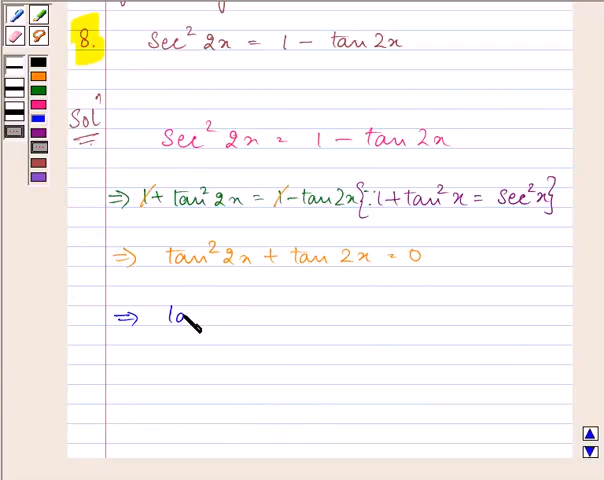 8. Sec² 2x = 1 - tan 2x
Solⁿ
Sec² 2x = 1 - tan 2x
⇒ 1 + tan² 2x = 1 - tan 2x {∵ 1 + tan² x = sec² x}
⇒ tan² 2x + tan 2x = 0
⇒